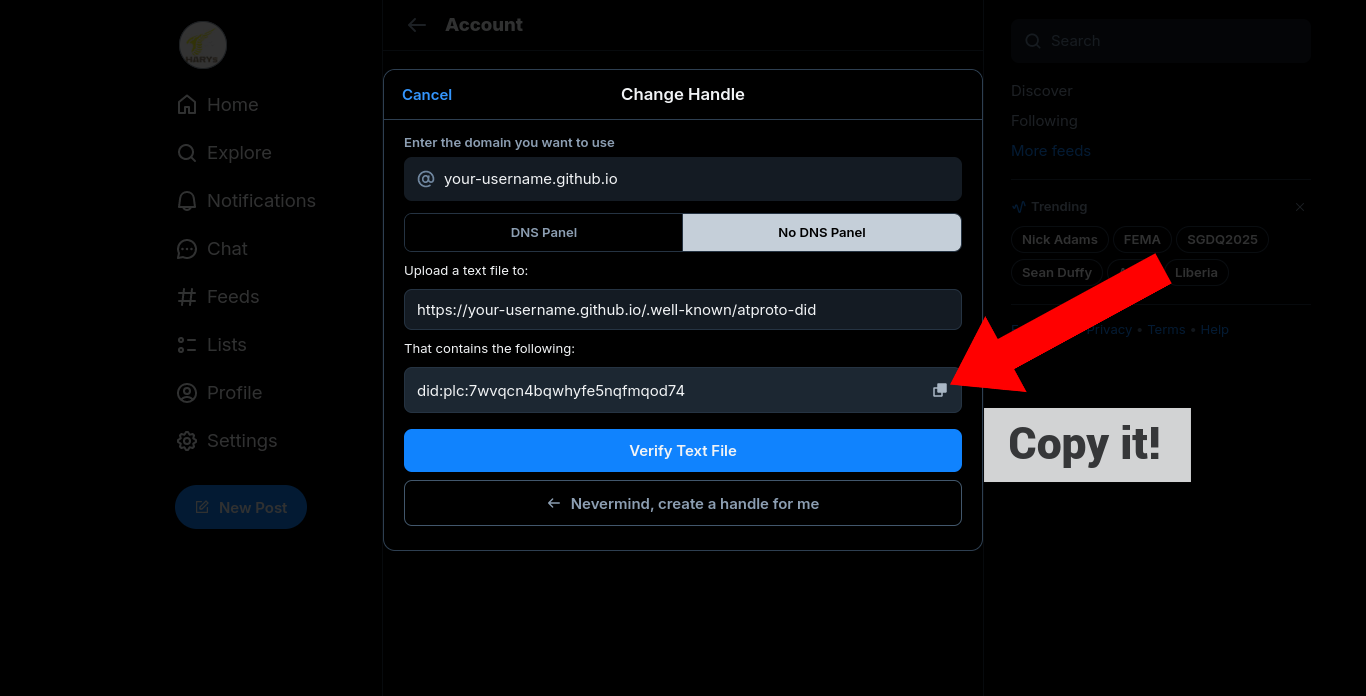 Account
Search
HARYs
Home
Explore
Notifications
Chat
Feeds
Lists
Profile
Settings
New Post
Cancel
Change Handle
Enter the domain you want to use
@ your-username.github.io
DNS Panel
No DNS Panel
Upload a text file to:
https://your-username.github.io/.well-known/atproto-did
That contains the following:
did:plc:7wvqcn4bqwhyfe5nqfmqod74
Verify Text File
Nevermind, create a handle for me
Discover
Following
More feeds
Trending
Nick Adams FEMA SGDQ2025
Sean Duffy Liberia
Privacy • Terms • Help
Copy it!